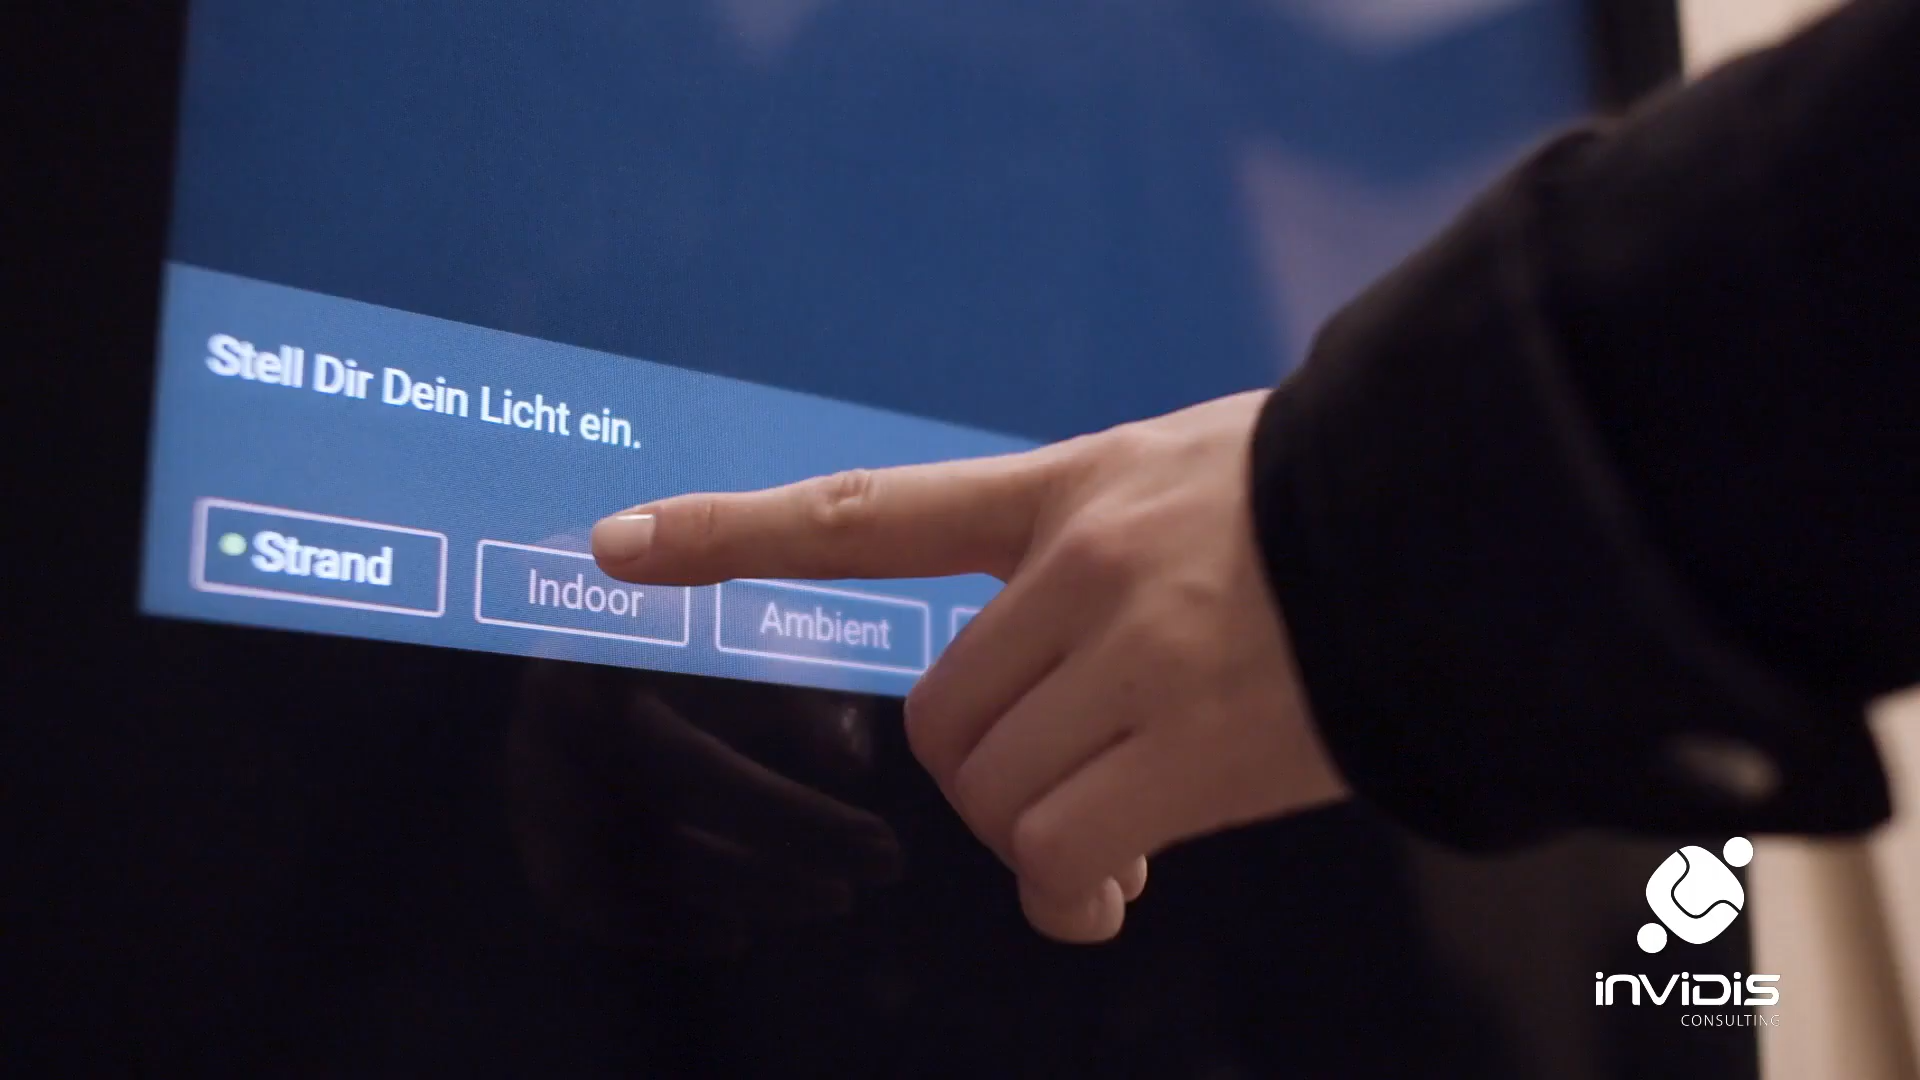 Stell Dir Dein Licht ein.
Strand
Indoor
Ambient
invidis
CONSULTING